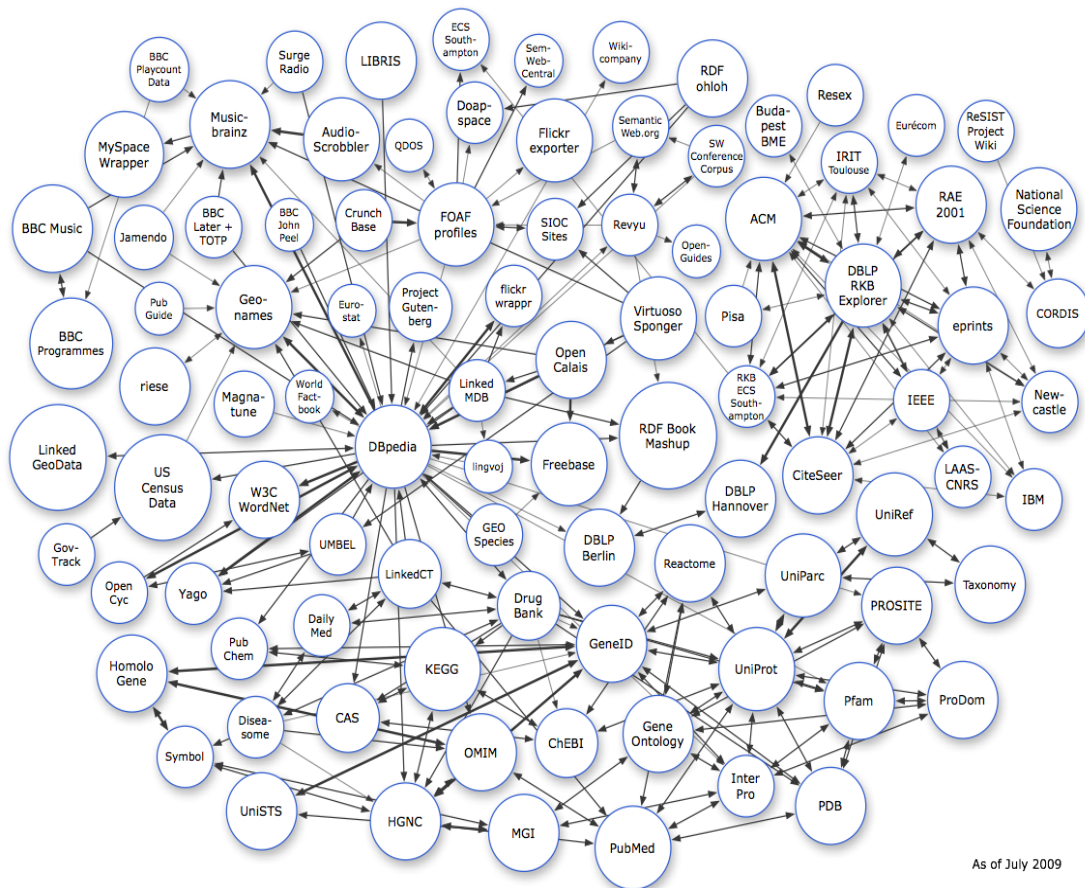 ECS
South-
ampton
BBC
Playcount
Data
Surge
Radio
LIBRIS
Sem-
Web-
Central
Wiki-
company
RDF
ohloh
Resex
Music-
brainz
Doap-
space
Buda-
pest
BME
Eurécom
ReSIST
Project
Wiki
MySpace
Wrapper
Audio-
Scrobbler
QDOS
Flickr
exporter
Semantic
Web.org
SW
Conference
Corpus
IRIT
Toulouse
RAE
2001
National
Science
Foundation
BBC Music
Jamendo
BBC
Later +
TOTP
BBC
John
Peel
Crunch
Base
FOAF
profiles
SIOC
Sites
Revyu
Open-
Guides
ACM
DBLP
RKB
Explorer
Pub
Guide
Geo-
names
Euro-
stat
Project
Guten-
berg
flickr
wrappr
Virtuoso
Sponger
Pisa
eprints
CORDIS
BBC
Programmes
riese
Magna-
tune
World
Fact-
book
Linked
MDB
Open
Calais
RKB
ECS
South-
ampton
IEEE
New-
castle
Linked
GeoData
US
Census
Data
W3C
WordNet
DBpedia
lingvoj
Freebase
RDF Book
Mashup
DBLP
Hannover
CiteSeer
LAAS-
CNRS
IBM
Gov-
Track
Open
Cyc
Yago
UMBEL
LinkedCT
GEO
Species
DBLP
Berlin
Reactome
UniParc
UniRef
Taxonomy
PROSITE
Daily
Med
Drug
Bank
Pub
Chem
Homolo
Gene
KEGG
GeneID
UniProt
Pfam
ProDom
Disea-
some
CAS
Symbol
OMIM
ChEBI
Gene
Ontology
Inter
Pro
PDB
UniSTS
HGNC
MGI
PubMed
As of July 2009